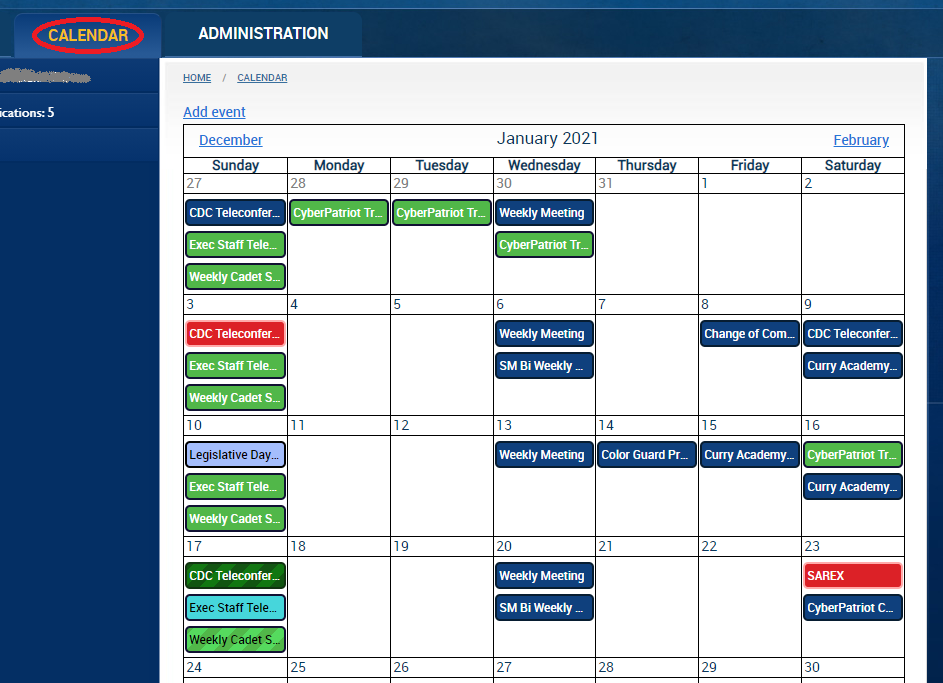 CALENDAR ADMINISTRATION
HOME / CALENDAR
ications: 5
Add event
December January 2021 February
Sunday Monday Tuesday Wednesday Thursday Friday Saturday
27 28 29 30 31 1 2
CDC Teleconfer... CyberPatriot Tr... CyberPatriot Tr... Weekly Meeting
Exec Staff Tele... CyberPatriot Tr...
Weekly Cadet S...
3 4 5 6 7 8 9
CDC Teleconfer... Weekly Meeting Change of Com... CDC Teleconfer...
Exec Staff Tele... SM Bi Weekly ... Curry Academy...
Weekly Cadet S...
10 11 12 13 14 15 16
Legislative Day... Weekly Meeting Color Guard Pr... Curry Academy... CyberPatriot Tr...
Exec Staff Tele... Curry Academy...
Weekly Cadet S...
17 18 19 20 21 22 23
CDC Teleconfer... Weekly Meeting SAREX
Exec Staff Tele... SM Bi Weekly ... CyberPatriot C...
Weekly Cadet S...
24 25 26 27 28 29 30